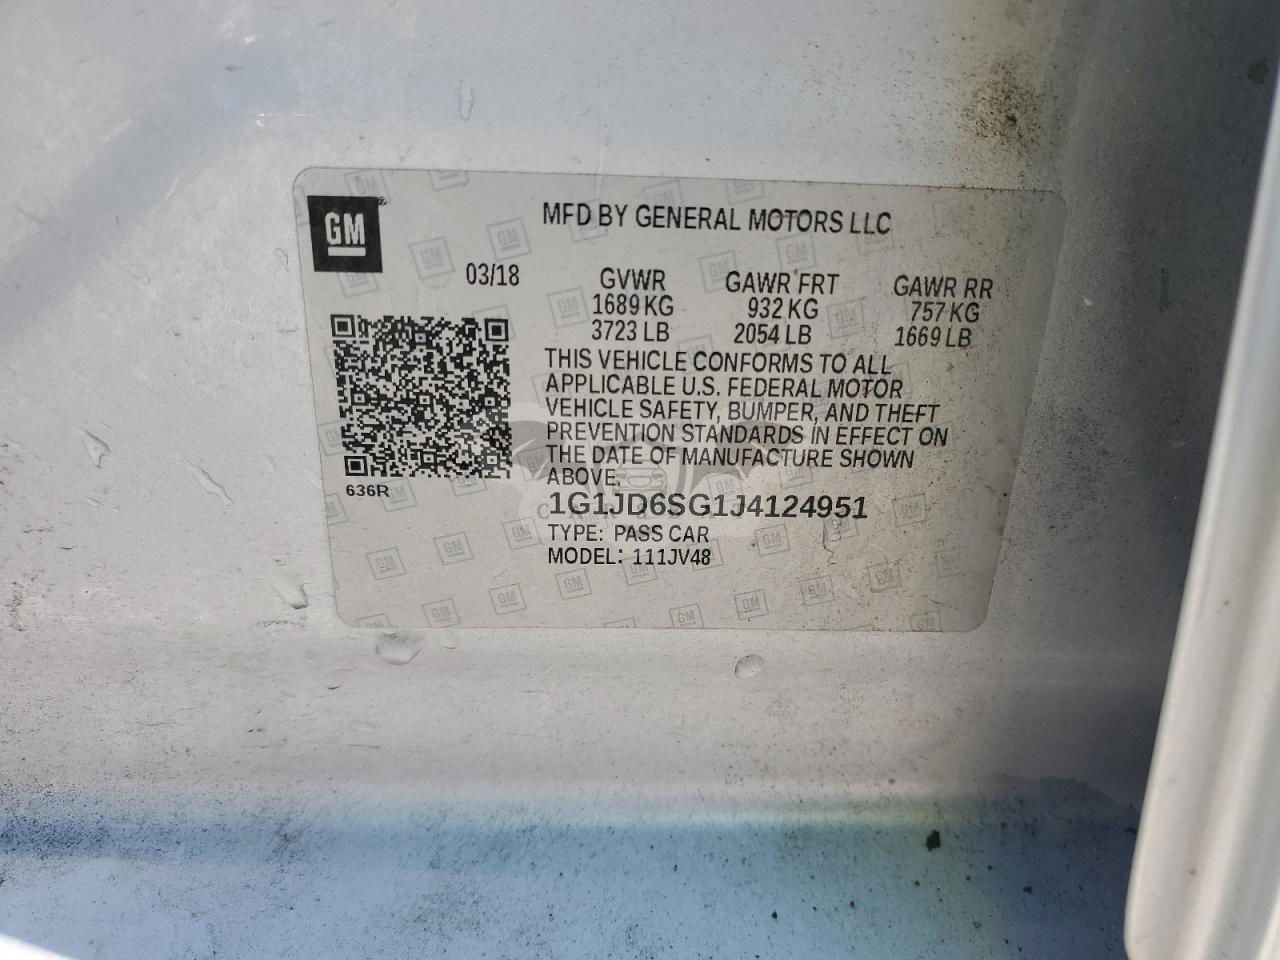 GM
MFD BY GENERAL MOTORS LLC
03/18
GVWR GAWR FRT GAWR RR
1689 KG 932 KG 757 KG
3723 LB 2054 LB 1669 LB
THIS VEHICLE CONFORMS TO ALL
APPLICABLE U.S. FEDERAL MOTOR
VEHICLE SAFETY, BUMPER, AND THEFT
PREVENTION STANDARDS IN EFFECT ON
THE DATE OF MANUFACTURE SHOWN
ABOVE.
636R
1G1JD6SG1J4124951
TYPE: PASS CAR
MODEL: 111JV48